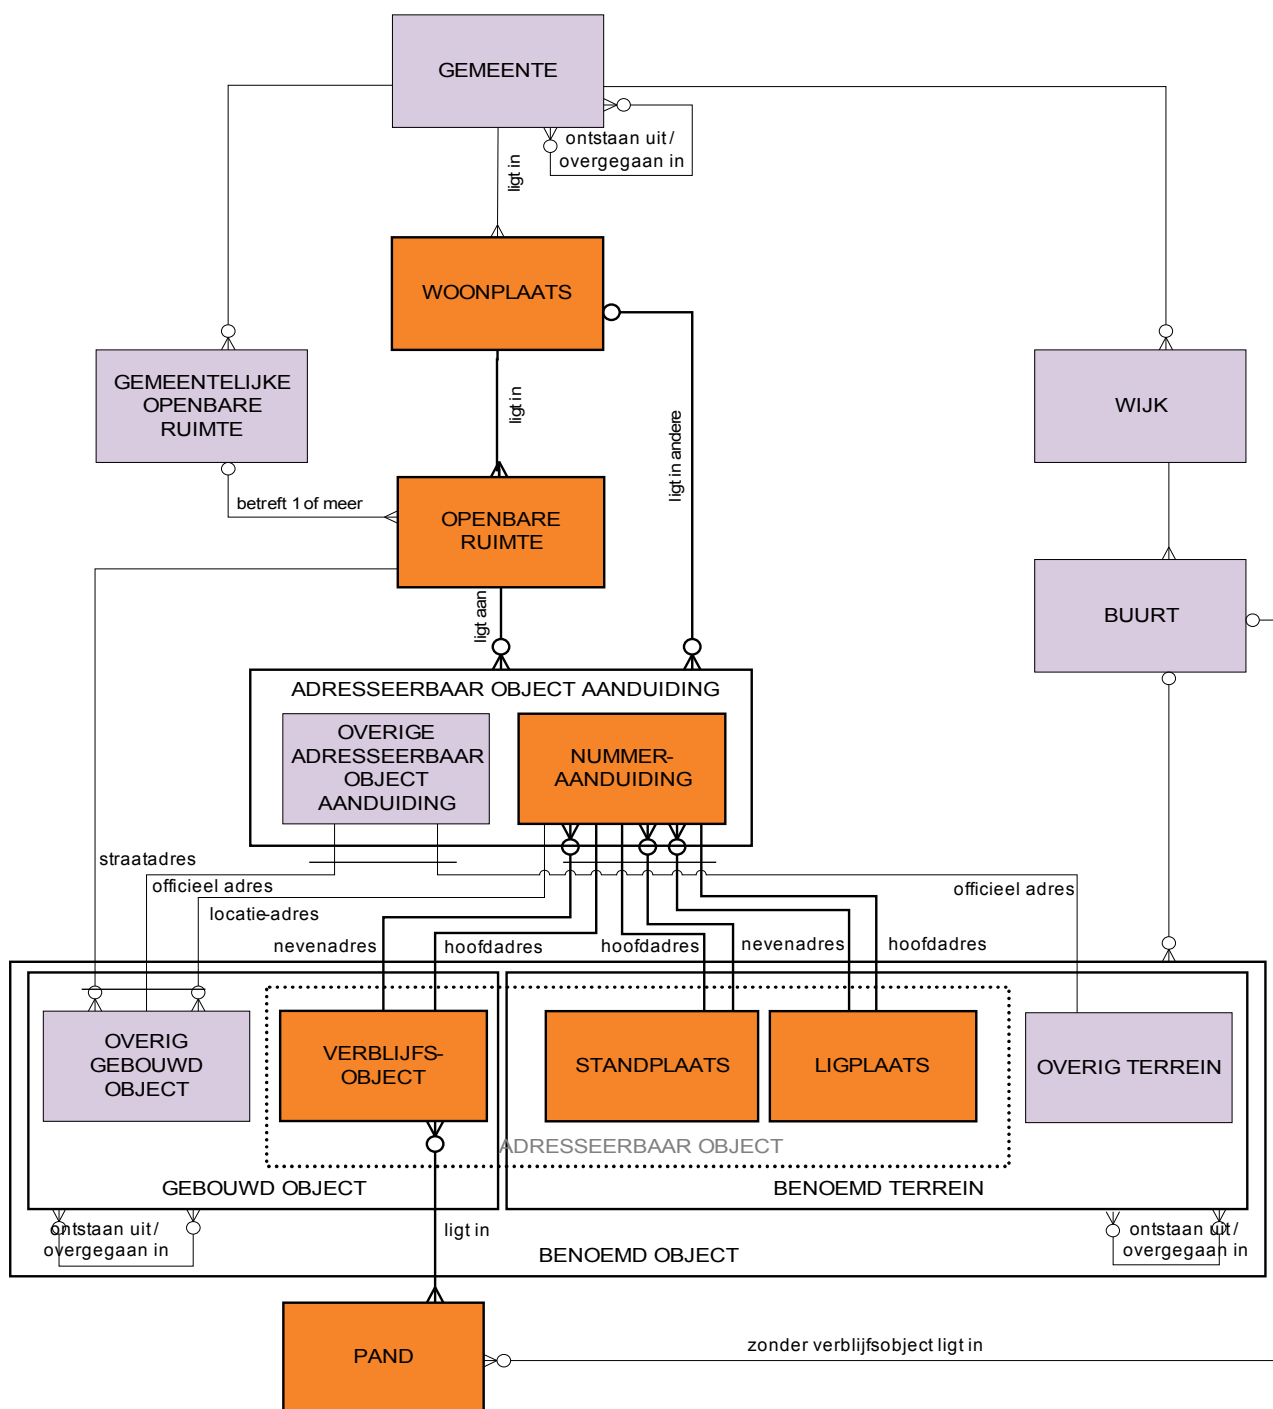 GEMEENTE
ontstaan uit /
overgegaan in
ligt in
WOONPLAATS
GEMEENTELIJKE
OPENBARE
RUIMTE
WIJK
ligt in
ligt in andere
betreft 1 of meer
OPENBARE
RUIMTE
BUURT
ligt aan
ADRESSEERBAAR OBJECT AANDUIDING
OVERIGE
ADRESSEERBAAR
OBJECT
AANDUIDING
NUMMER-
AANDUIDING
straatadres
officieel adres
officieel adres
locatie-adres
nevenadres
hoofdadres
hoofdadres
nevenadres
hoofdadres
OVERIG
GEBOUWD
OBJECT
VERBLIJFS-
OBJECT
STANDPLAATS
LIGPLAATS
OVERIG TERREIN
ADRESSEERBAAR OBJECT
GEBOUWD OBJECT
BENOEMD TERREIN
ontstaan uit /
overgegaan in
ligt in
ontstaan uit /
overgegaan in
BENOEMD OBJECT
PAND
zonder verblijfsobject ligt in